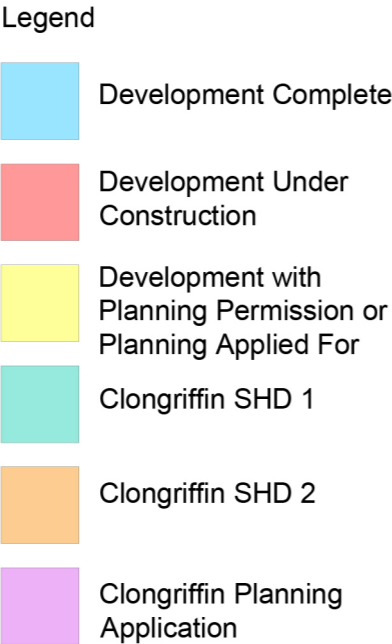 Legend
Development Complete
Development Under
Construction
Development with
Planning Permission or
Planning Applied For
Clongriffin SHD 1
Clongriffin SHD 2
Clongriffin Planning
Application